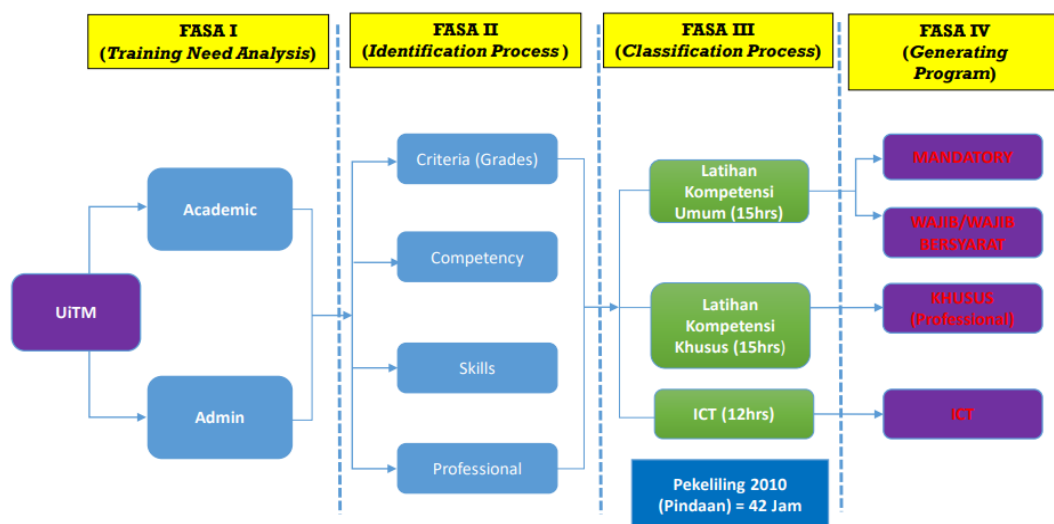 FASA I
(Training Need Analysis)
FASA II
(Identification Process )
FASA III
(Classification Process)
FASA IV
(Generating
Program)
UiTM
Academic
Admin
Criteria (Grades)
Competency
Skills
Professional
Latihan
Kompetensi
Umum (15hrs)
Latihan
Kompetensi
Khusus (15hrs)
ICT (12hrs)
Pekeliling 2010
(Pindaan) = 42 Jam
MANDATORY
WAJIB/WAJIB
BERSYARAT
KHUSUS
(Professional)
ICT